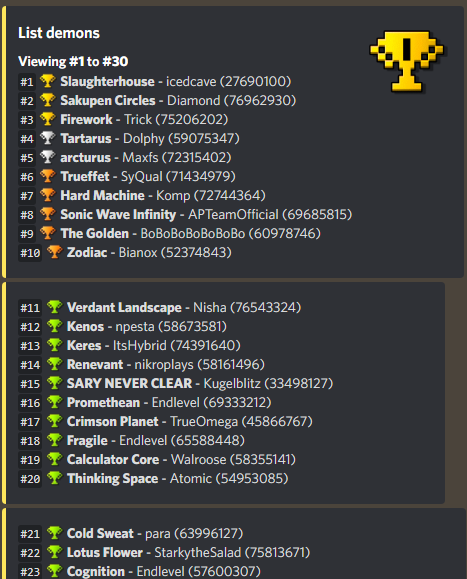 List demons
Viewing #1 to #30
#1 Slaughterhouse - icedcave (27690100)
#2 Sakupen Circles - Diamond (76962930)
#3 Firework - Trick (75206202)
#4 Tartarus - Dolphy (59075347)
#5 arcturus - Maxfs (72315402)
#6 Trueffet - SyQual (71434979)
#7 Hard Machine - Komp (72744364)
#8 Sonic Wave Infinity - APTeamOfficial (69685815)
#9 The Golden - BoBoBoBoBoBoBo (60978746)
#10 Zodiac - Bianox (52374843)
#11 Verdant Landscape - Nisha (76543324)
#12 Kenos - npesta (58673581)
#13 Keres - ItsHybrid (74391640)
#14 Renevant - nikroplays (58161496)
#15 SARY NEVER CLEAR - Kugelblitz (33498127)
#16 Promethean - Endlevel (69333212)
#17 Crimson Planet - TrueOmega (45866767)
#18 Fragile - Endlevel (65588448)
#19 Calculator Core - Walroose (58355141)
#20 Thinking Space - Atomic (54953085)
#21 Cold Sweat - para (63996127)
#22 Lotus Flower - StarkytheSalad (75813671)
#23 Cognition - Endlevel (57600307)